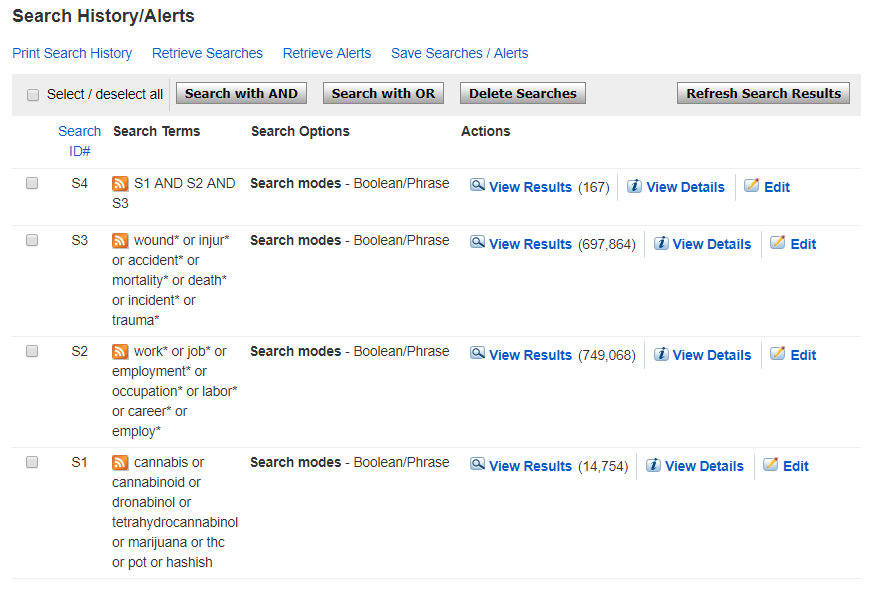 Search History/Alerts
Print Search History Retrieve Searches Retrieve Alerts Save Searches / Alerts
Select / deselect all Search with AND Search with OR Delete Searches Refresh Search Results
Search ID# Search Terms Search Options Actions
S4 S1 AND S2 AND Search modes - Boolean/Phrase View Results (167) View Details Edit
S3
S3 wound* or injur* Search modes - Boolean/Phrase View Results (697,864) View Details Edit
or accident* or
mortality* or death*
or incident* or
trauma*
S2 work* or job* or Search modes - Boolean/Phrase View Results (749,068) View Details Edit
employment* or
occupation* or labor*
or career* or
employ*
S1 cannabis or Search modes - Boolean/Phrase View Results (14,754) View Details Edit
cannabinoid or
dronabinol or
tetrahydrocannabinol
or marijuana or thc
or pot or hashish